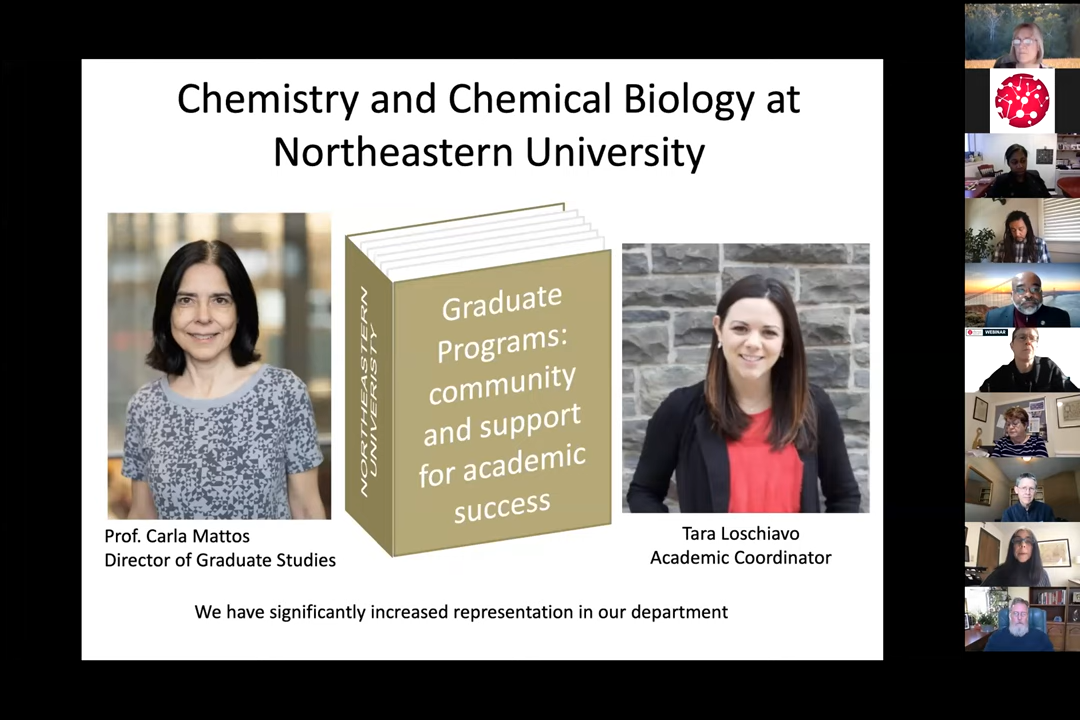 Chemistry and Chemical Biology at
Northeastern University
NORTHEASTERN
UNIVERISTY
Graduate
Programs:
community
and support
for academic
success
Prof. Carla Mattos
Director of Graduate Studies
Tara Loschiavo
Academic Coordinator
We have significantly increased representation in our department
WEBINAR